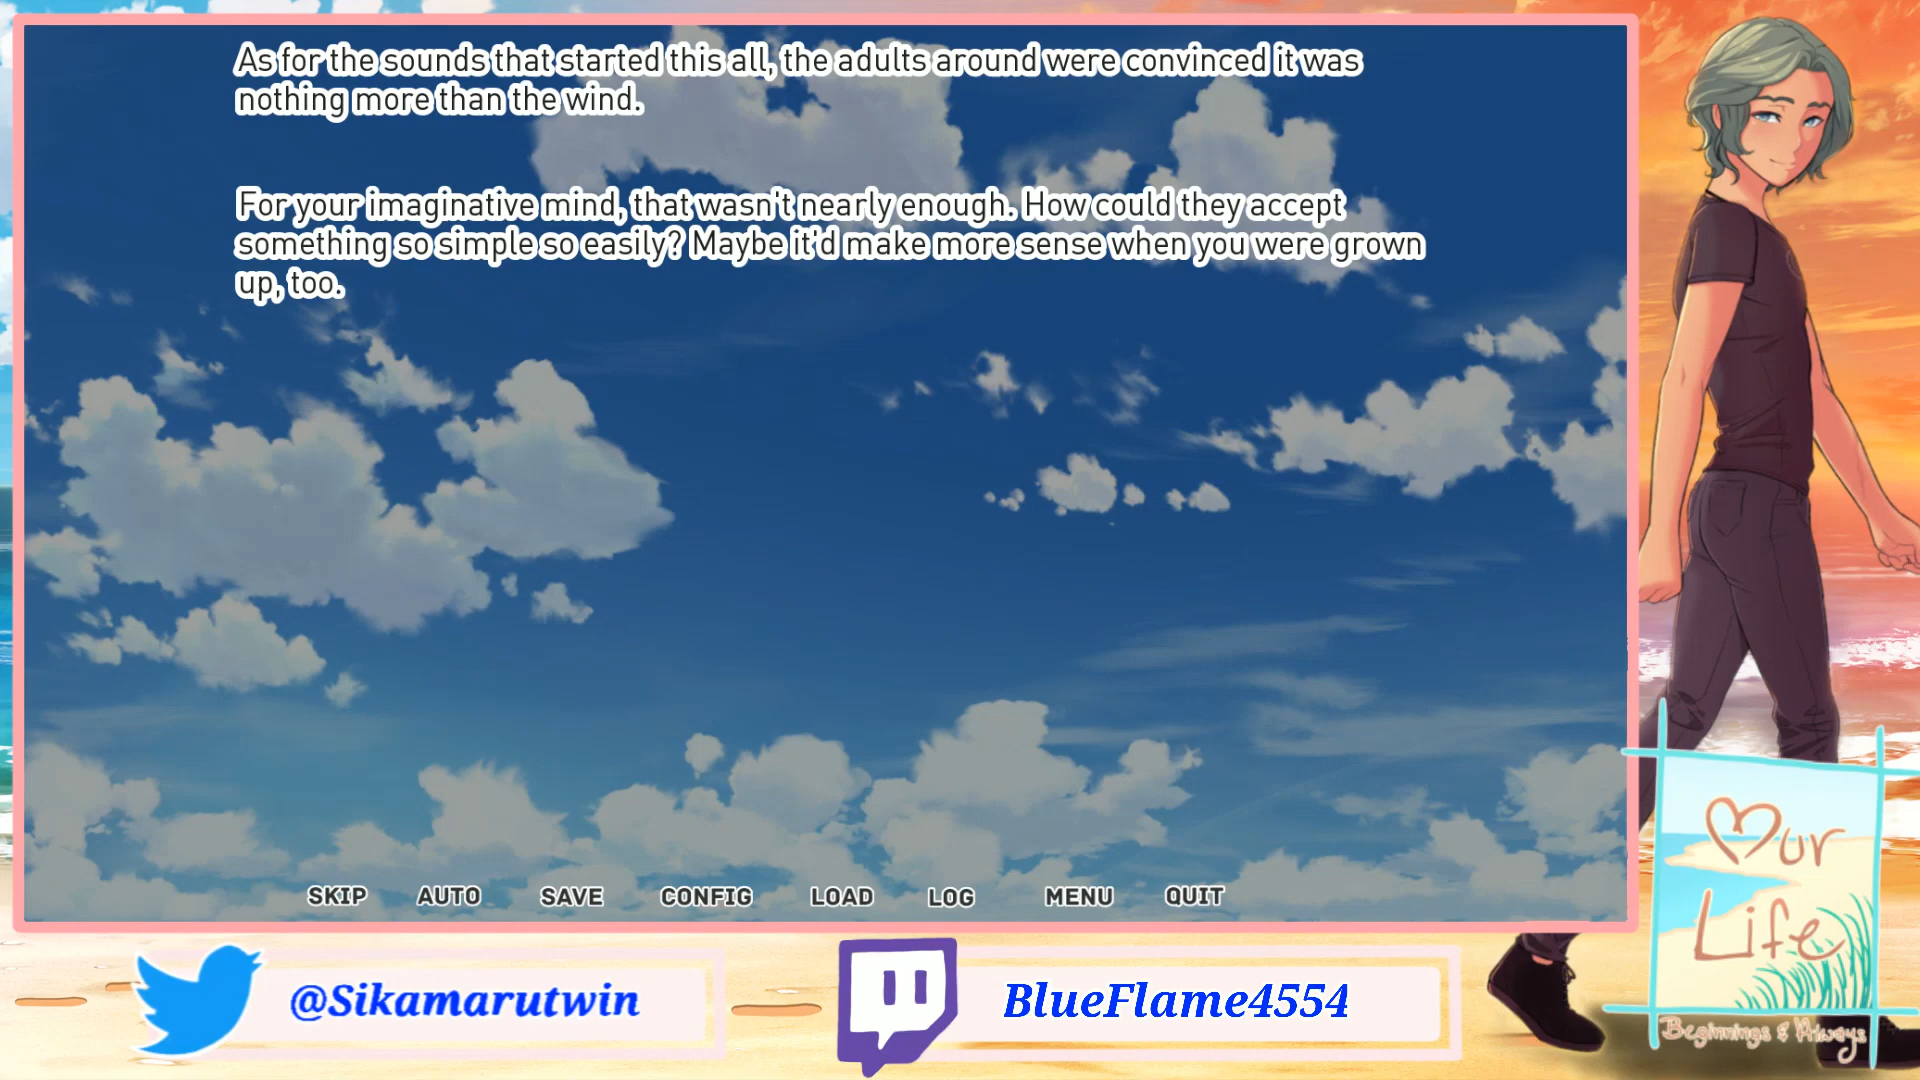 As for the sounds that started this all, the adults around were convinced it was
nothing more than the wind.
For your imaginative mind, that wasn't nearly enough. How could they accept
something so simple so easily? Maybe it'd make more sense when you were grown
up, too.
SKIP AUTO SAVE CONFIG LOAD LOG MENU QUIT
@Sikamarutwin
BlueFlame4554
Our
Life
Beginnings & Always